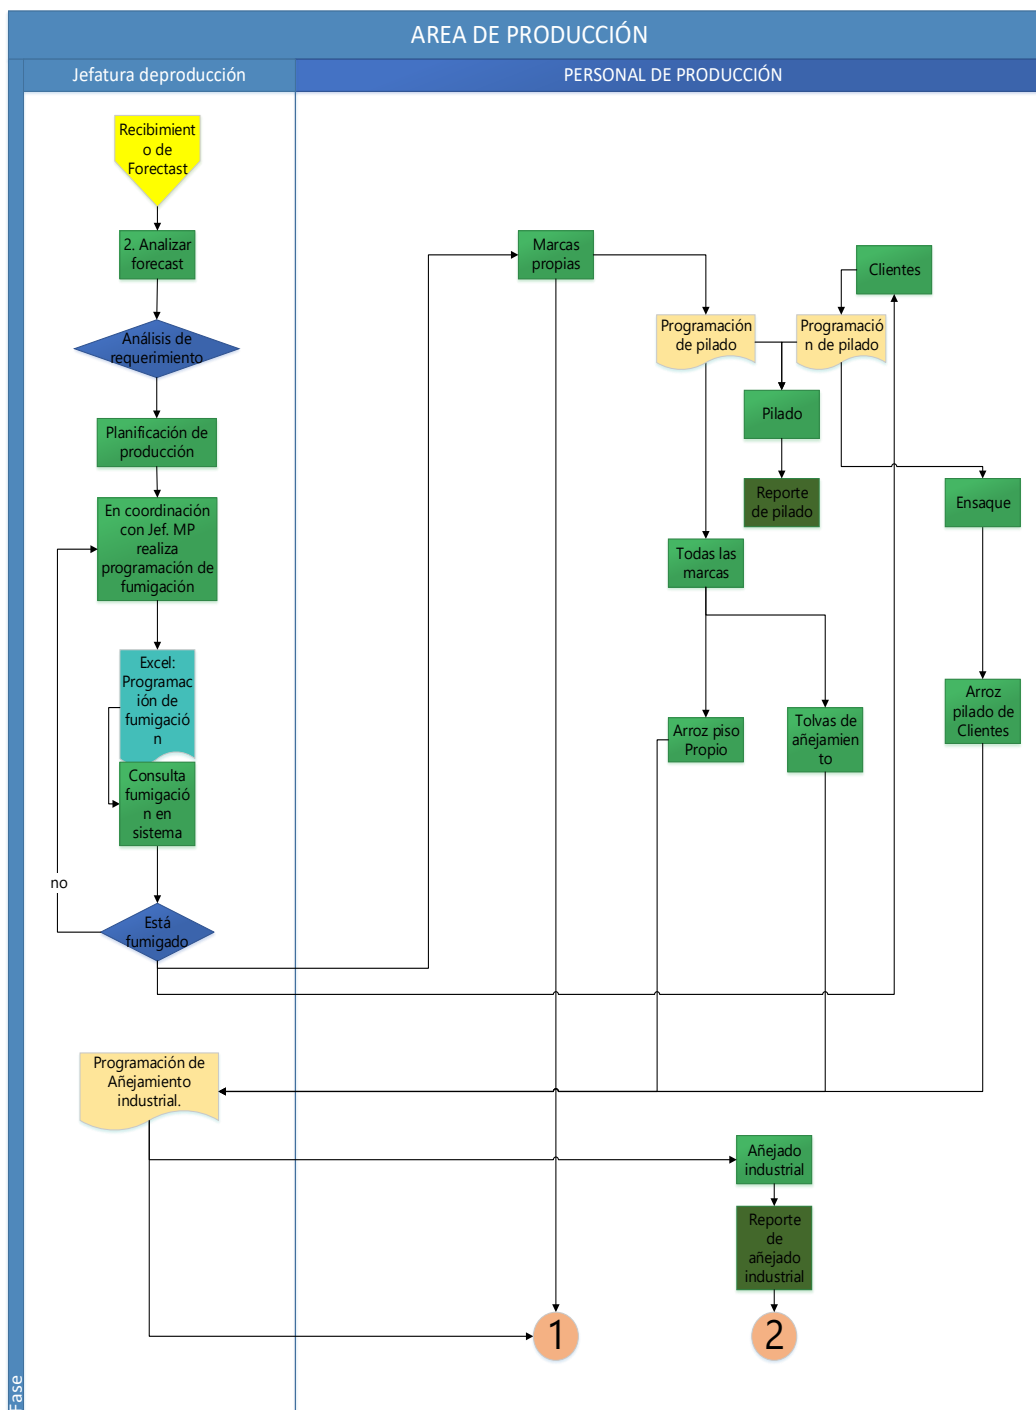 AREA DE PRODUCCIÓN
Jefatura deproducción
PERSONAL DE PRODUCCIÓN
Recibimient
o de
Forectast
2. Analizar
forecast
Análisis de
requerimiento
Planificación de
producción
En coordinación
con Jef. MP
realiza
programación de
fumigación
Excel:
Programac
ión de
fumigació
n
Consulta
fumigació
n en
sistema
no
Está
fumigado
Programación de
Añejamiento
industrial.
Marcas
propias
Clientes
Programación
de pilado
Programació
n de pilado
Pilado
Reporte
de pilado
Ensaque
Todas las
marcas
Arroz piso
Propio
Tolvas de
añejamien
to
Arroz
pilado de
Clientes
Añejado
industrial
Reporte
de
añejado
industrial
1
2
Fase